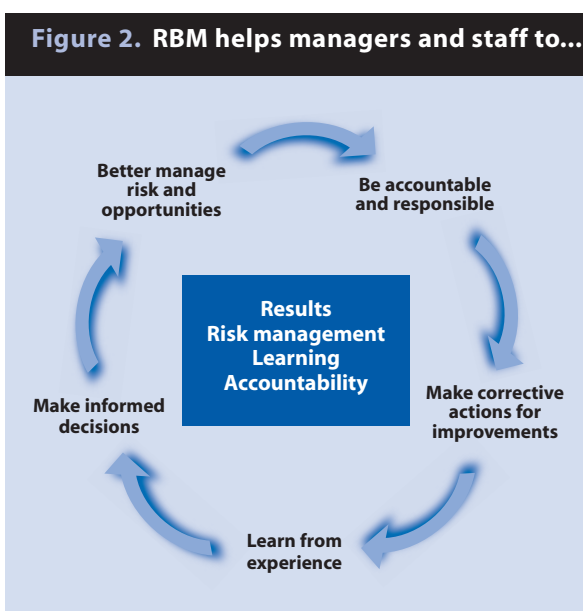 Figure 2. RBM helps managers and staff to...
Better manage
risk and
opportunities
Be accountable
and responsible
Results
Risk management
Learning
Accountability
Make informed
decisions
Make corrective
actions for
improvements
Learn from
experience